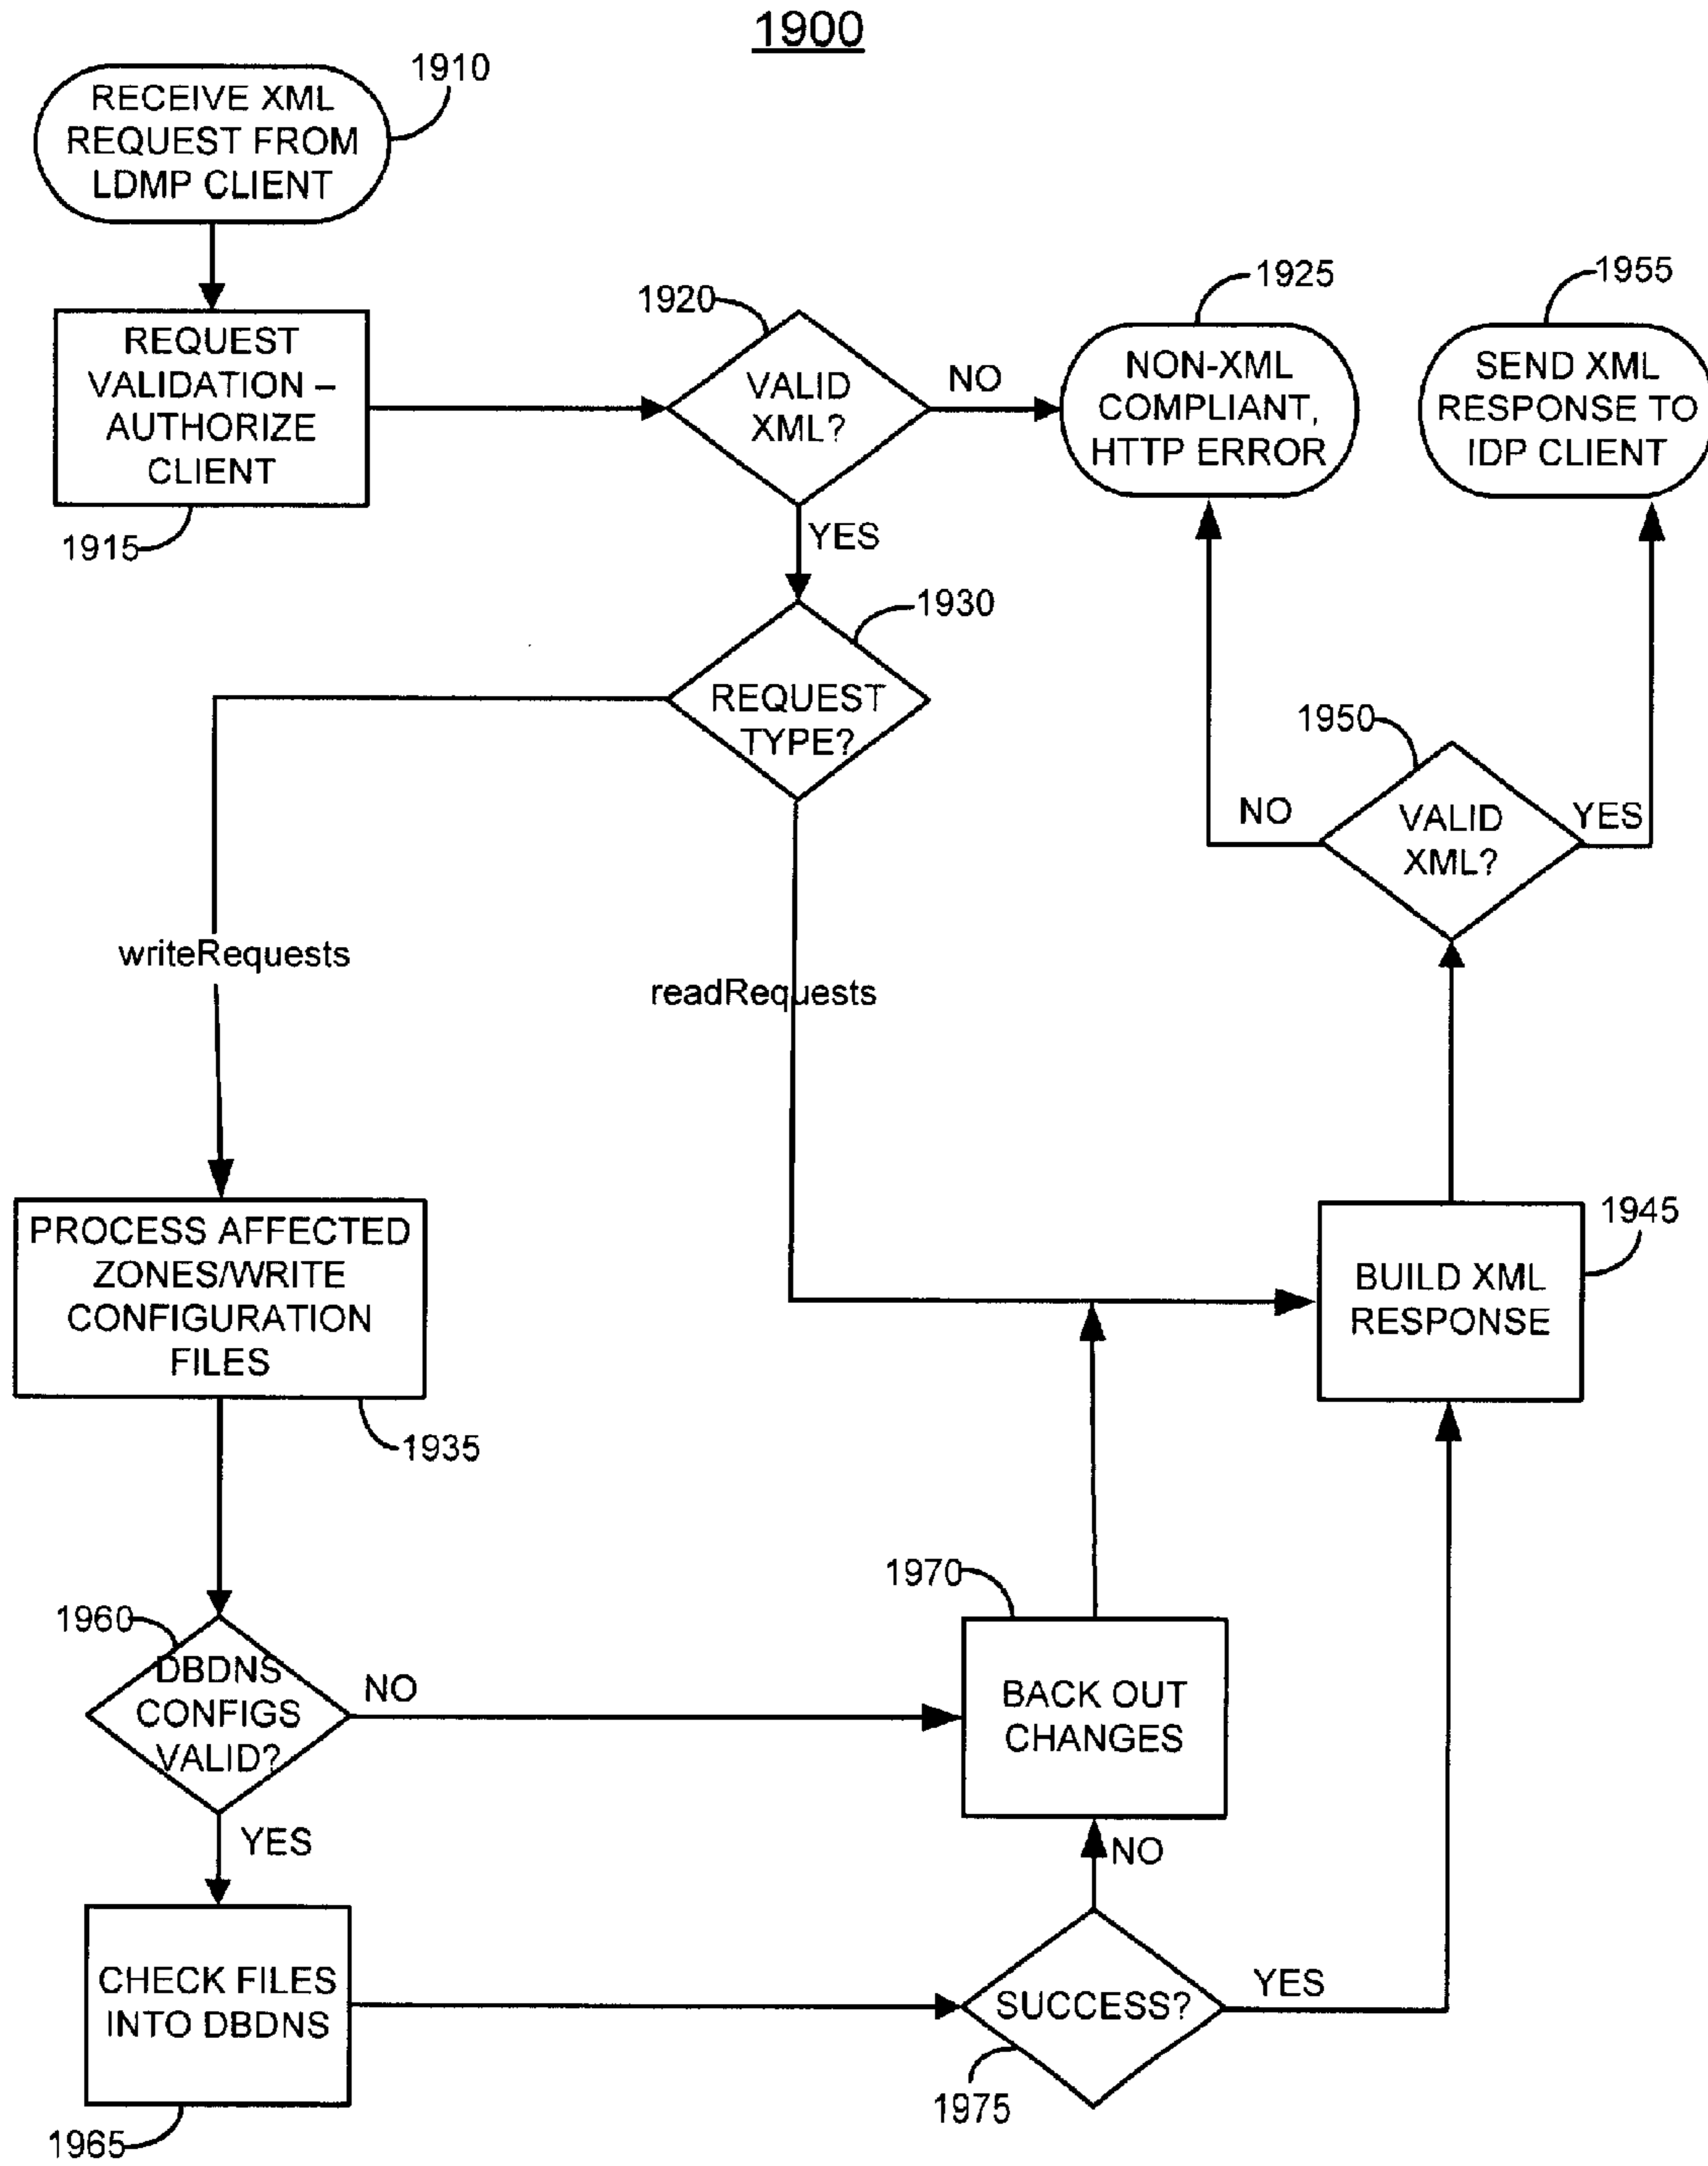 1900
1910
RECEIVE XML
REQUEST FROM
LDMP CLIENT
REQUEST
VALIDATION –
AUTHORIZE
CLIENT
1915
1920
VALID
XML?
NO
YES
1925
NON-XML
COMPLIANT,
HTTP ERROR
1955
SEND XML
RESPONSE TO
IDP CLIENT
1930
REQUEST
TYPE?
1950
VALID
XML?
NO
YES
writeRequests
readRequests
PROCESS AFFECTED
ZONES/WRITE
CONFIGURATION
FILES
1935
1945
BUILD XML
RESPONSE
1960
DBDNS
CONFIGS
VALID?
NO
YES
1970
BACK OUT
CHANGES
NO
CHECK FILES
INTO DBDNS
1965
SUCCESS?
YES
1975